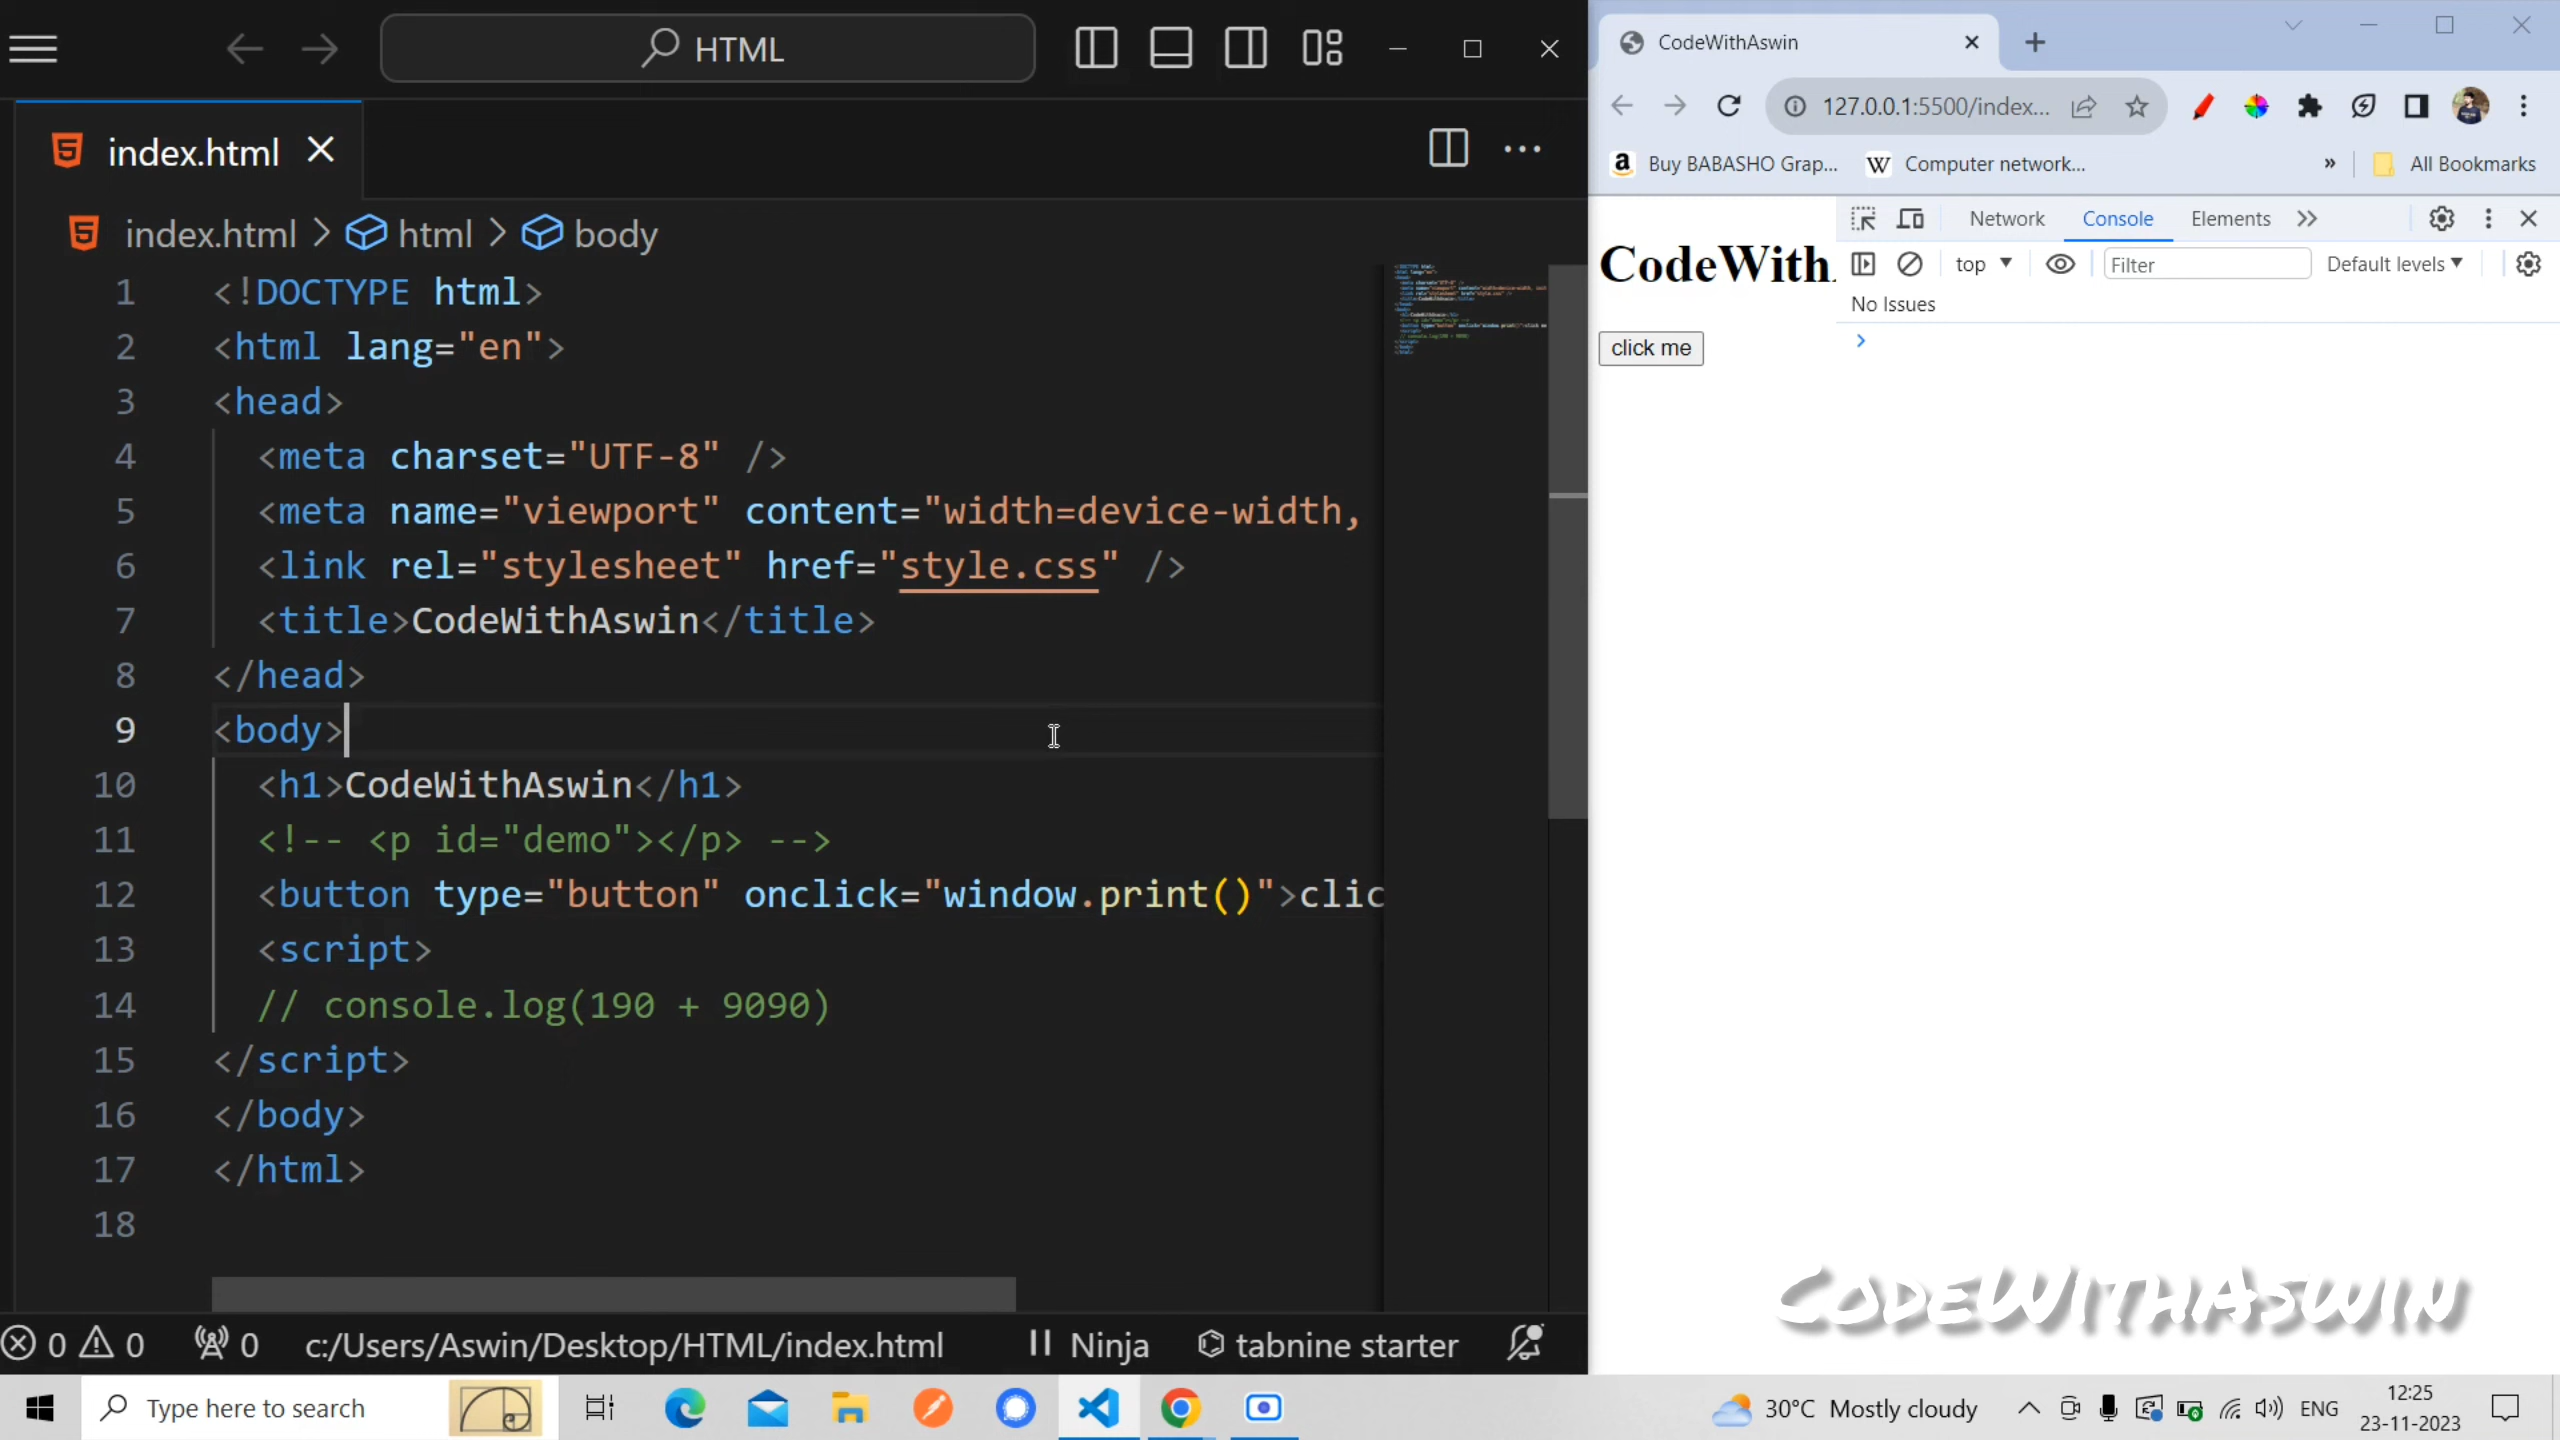 HTML
index.html
index.html > html > body
1 <!DOCTYPE html>
2 <html lang="en">
3 <head>
4 <meta charset="UTF-8" />
5 <meta name="viewport" content="width=device-width,
6 <link rel="stylesheet" href="style.css" />
7 <title>CodeWithAswin</title>
8 </head>
9 <body>
10 <h1>CodeWithAswin</h1>
11 <!-- <p id="demo"></p> -->
12 <button type="button" onclick="window.print()">clic
13 <script>
14 // console.log(190 + 9090)
15 </script>
16 </body>
17 </html>
18
0 0 0 c:/Users/Aswin/Desktop/HTML/index.html Ninja tabnine starter
CodeWithAswin
127.0.0.1:5500/index...
Buy BABASHO Grap... Computer network... » All Bookmarks
Network Console Elements
top Filter Default levels
No Issues
CodeWith
click me
CodeWithAswin
Type here to search
30°C Mostly cloudy ENG
12:25
23-11-2023